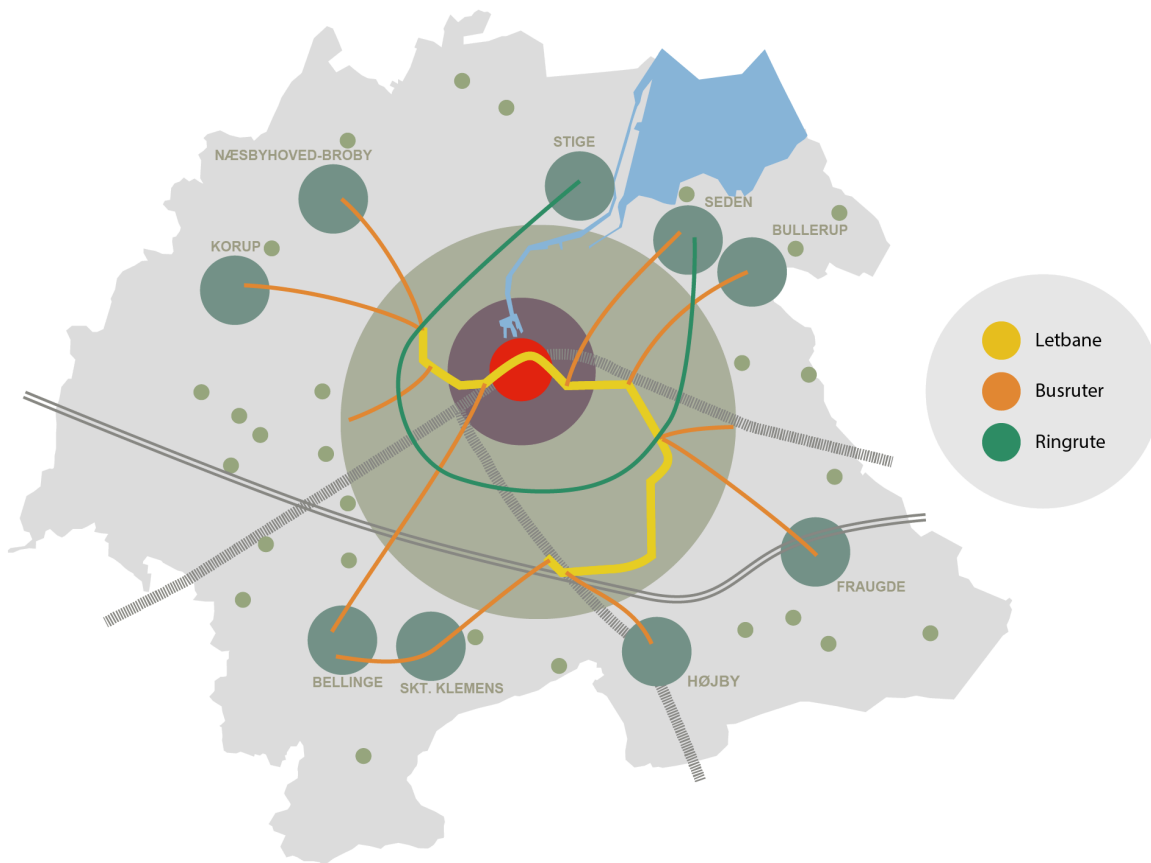 STIGE
NÆSBYHOVED-BROBY
SEDEN
BULLERUP
KORUP
Letbane
Busruter
Ringrute
FRAUGDE
BELLINGE
SKT. KLEMENS
HØJBY